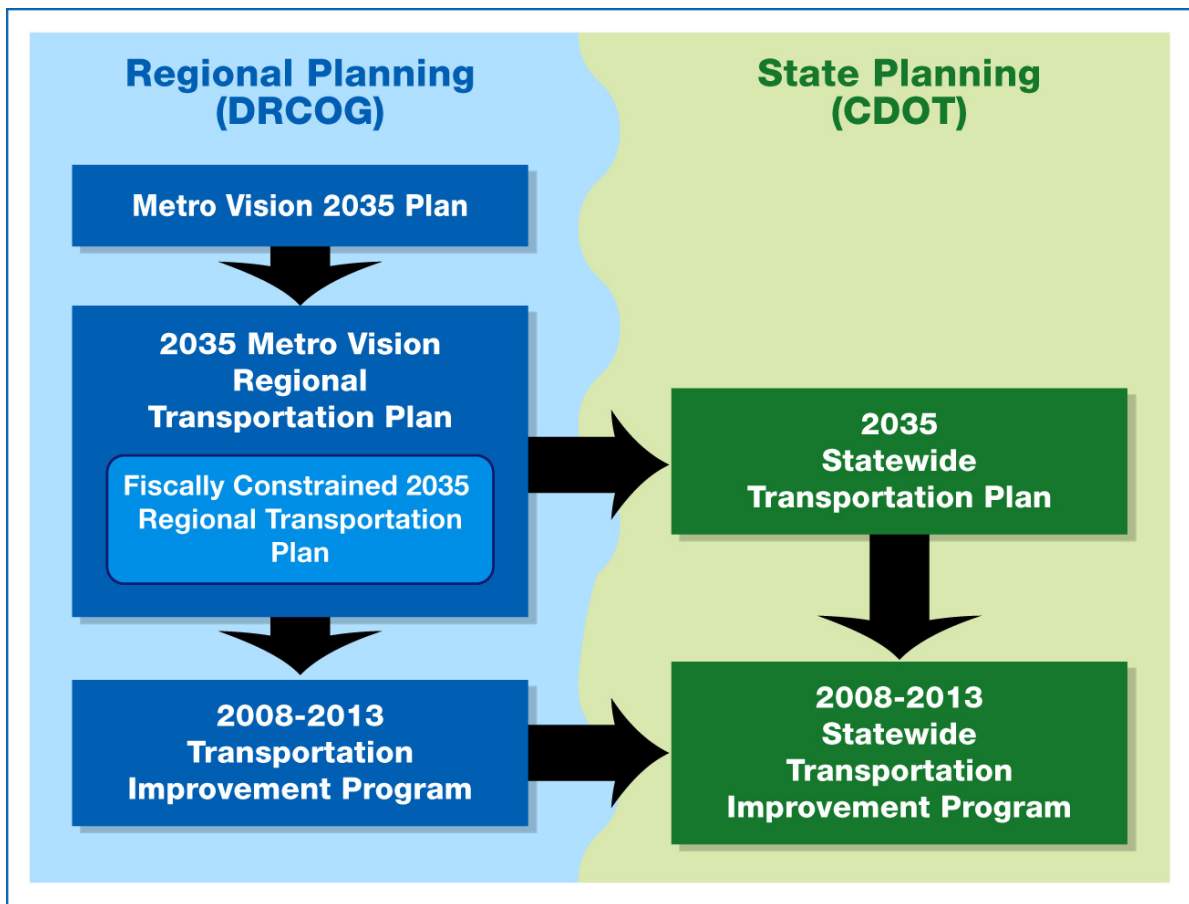 Regional Planning
(DRCOG)
Metro Vision 2035 Plan
2035 Metro Vision
Regional
Transportation Plan
Fiscally Constrained 2035
Regional Transportation
Plan
2008-2013
Transportation
Improvement Program
State Planning
(CDOT)
2035
Statewide
Transportation Plan
2008-2013
Statewide
Transportation
Improvement Program